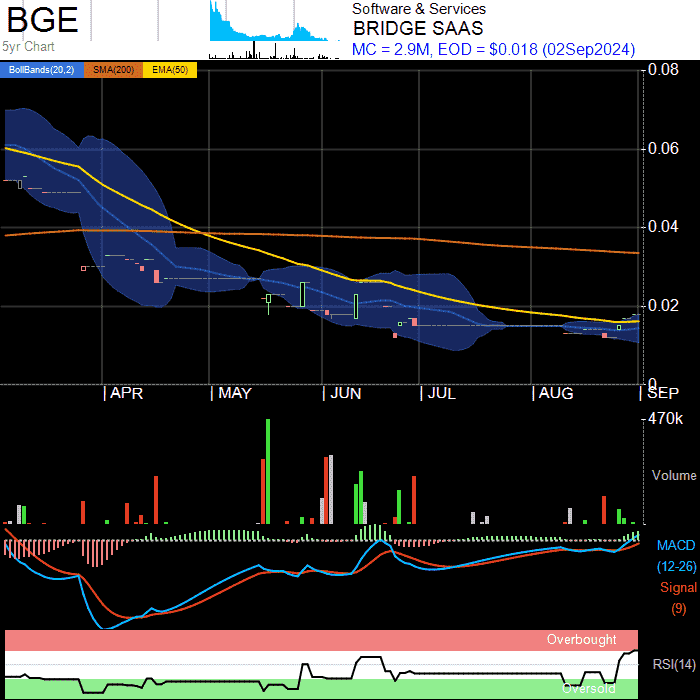 BGE
5yr Chart
Software & Services
BRIDGE SAAS
MC = 2.9M, EOD = $0.018 (02Sep2024)
BollBands(20,2) SMA(200) EMA(50)
0.08
0.06
0.04
0.02
0
APR MAY JUN JUL AUG SEP
470k
Volume
MACD
(12-26)
Signal
(9)
Overbought
RSI(14)
Oversold